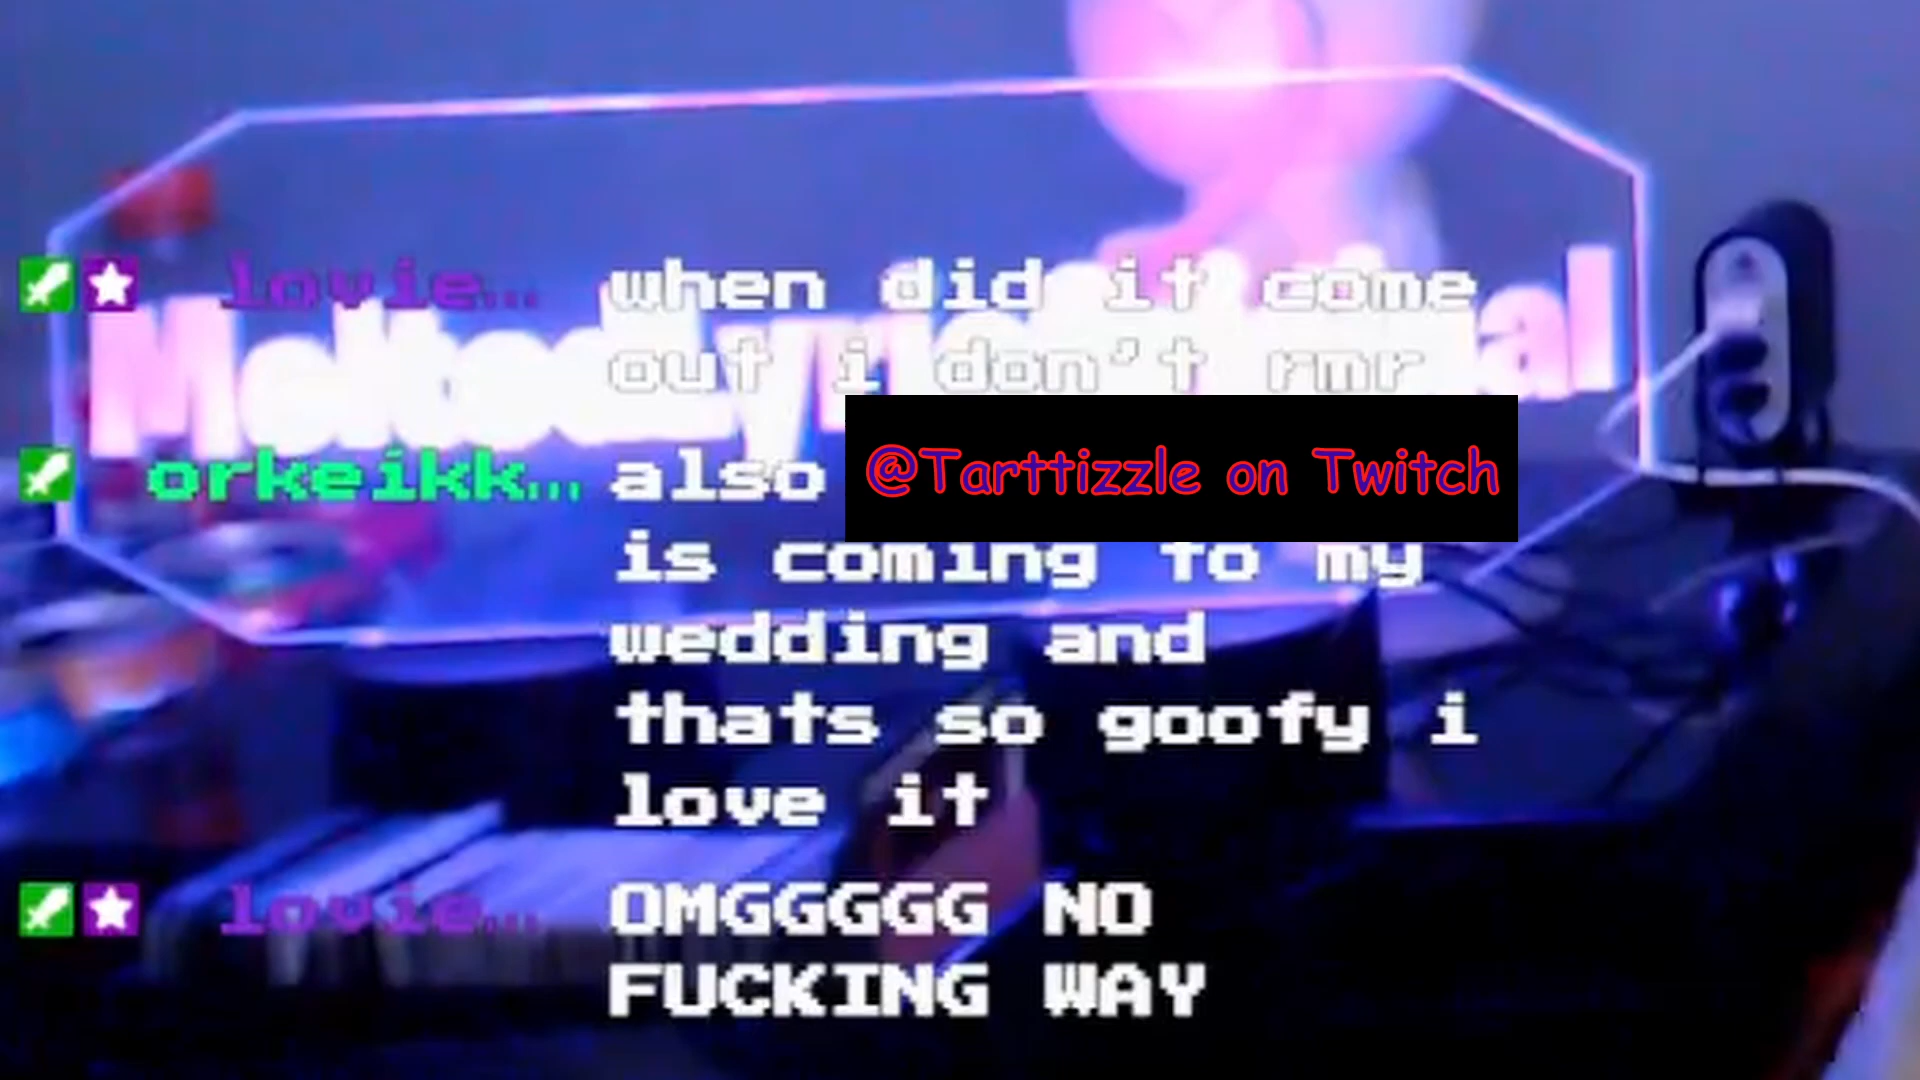 lovie... when did it come
out i don't rmr
orkeikk... also @Tarttizzle on Twitch
is coming to my
wedding and
thats so goofy i
love it
lovie... OMGGGGG NO
FUCKING WAY